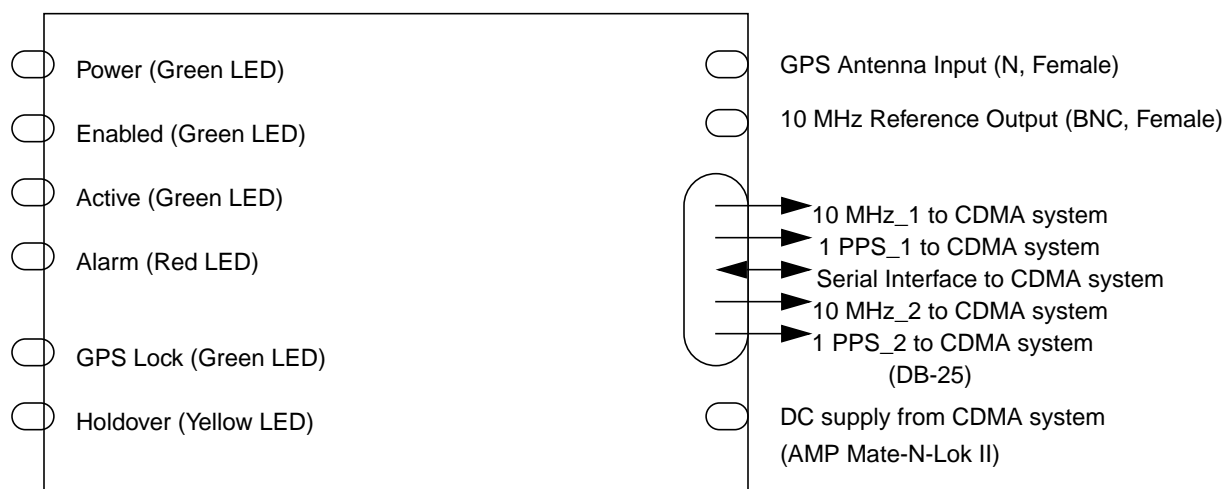 Power (Green LED)
Enabled (Green LED)
Active (Green LED)
Alarm (Red LED)
GPS Lock (Green LED)
Holdover (Yellow LED)
GPS Antenna Input (N, Female)
10 MHz Reference Output (BNC, Female)
10 MHz_1 to CDMA system
1 PPS_1 to CDMA system
Serial Interface to CDMA system
10 MHz_2 to CDMA system
1 PPS_2 to CDMA system
(DB-25)
DC supply from CDMA system
(AMP Mate-N-Lok II)